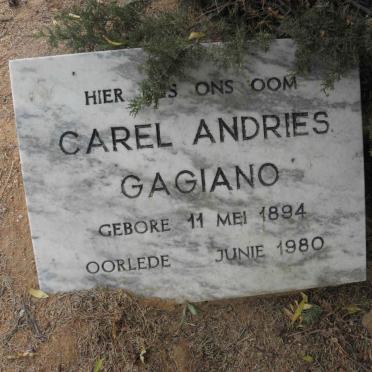 HIER ONS OOM
CAREL ANDRIES
GAGIANO
GEBORE 11 MEI 1894
OORLEDE JUNIE 1980